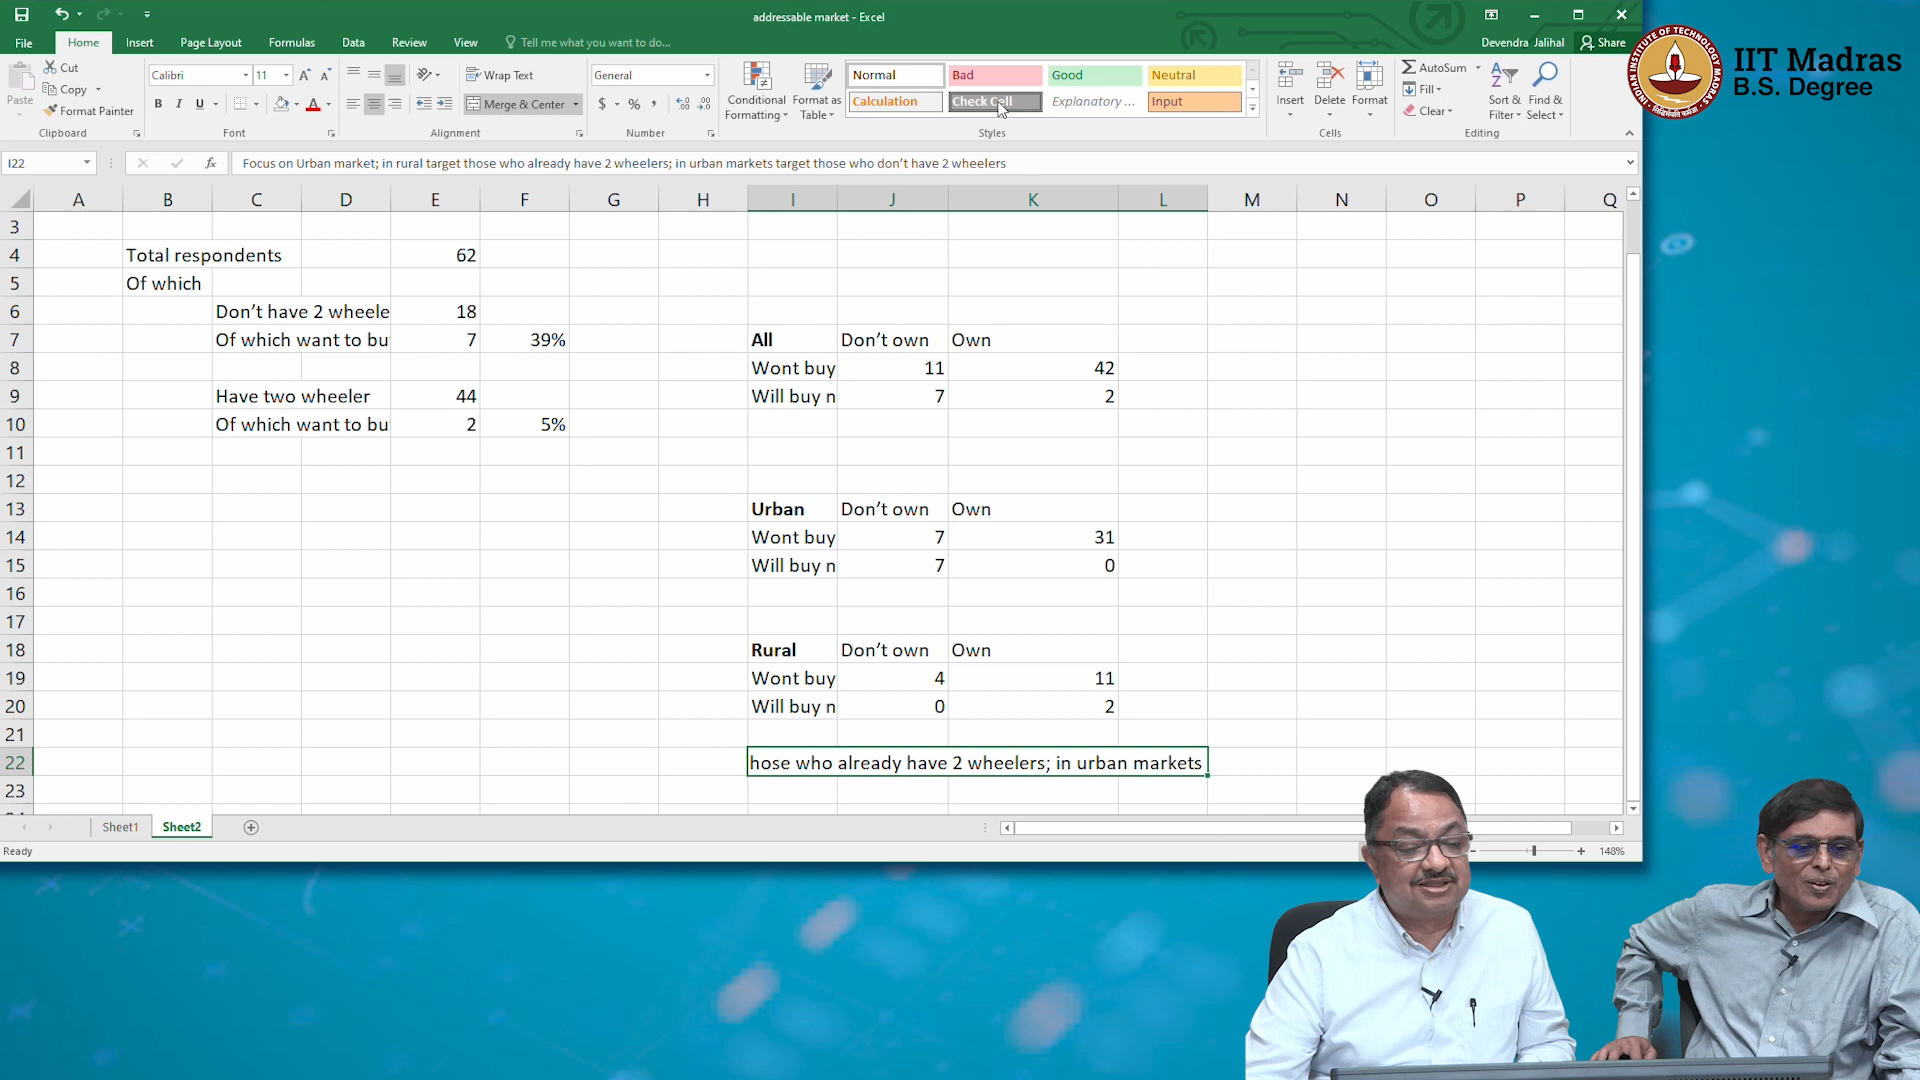 addressable market - Excel
File Home Insert Page Layout Formulas Data Review View Tell me what you want to do... Devendra Jalihal Share
IIT Madras
B.S. Degree
INDIAN INSTITUTE OF TECHNOLOGY MADRAS
Paste Cut Copy Format Painter
Calibri 11
B I U
Wrap Text
Merge & Center
General
$ % ,
Conditional Formatting Format as Table
Normal Bad Good Neutral
Calculation Check Cell Explanatory ... Input
Insert Delete Format
AutoSum Fill Clear Sort & Filter Find & Select
Clipboard Font Alignment Number Styles Cells Editing
I22 fx Focus on Urban market; in rural target those who already have 2 wheelers; in urban markets target those who don’t have 2 wheelers
A B C D E F G H I J K L M N O P Q
3
4 Total respondents 62
5 Of which
6 Don’t have 2 wheele 18
7 Of which want to bu 7 39% All Don’t own Own
8 Wont buy 11 42
9 Have two wheeler 44 Will buy n 7 2
10 Of which want to bu 2 5%
11
12
13 Urban Don’t own Own
14 Wont buy 7 31
15 Will buy n 7 0
16
17
18 Rural Don’t own Own
19 Wont buy 4 11
20 Will buy n 0 2
21
22 hose who already have 2 wheelers; in urban markets
23
Sheet1 Sheet2
Ready 148%